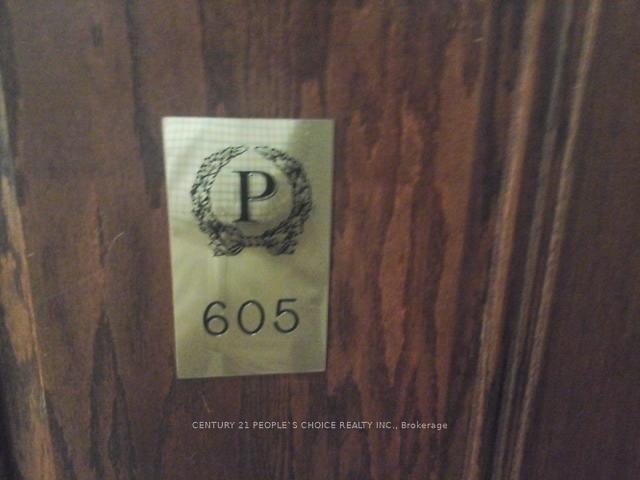 P
605
CENTURY 21 PEOPLE`S CHOICE REALTY INC., Brokerage